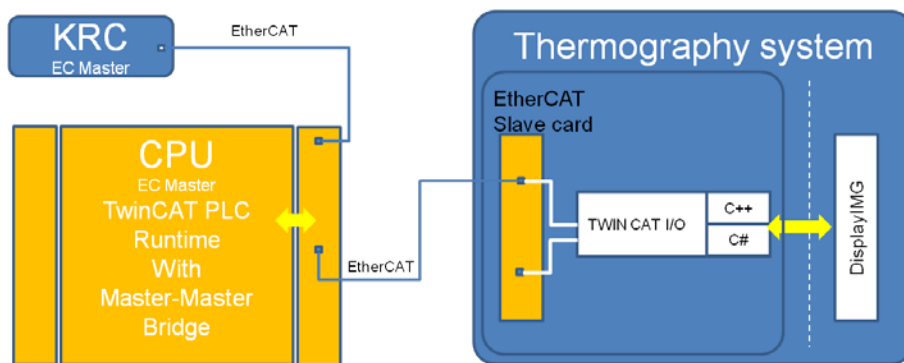 KRC
EC Master
EtherCAT
CPU
EC Master
TwinCAT PLC
Runtime
With
Master-Master
Bridge
EtherCAT
Thermography system
EtherCAT
Slave card
TWIN CAT I/O
C++
C#
DisplayIMG